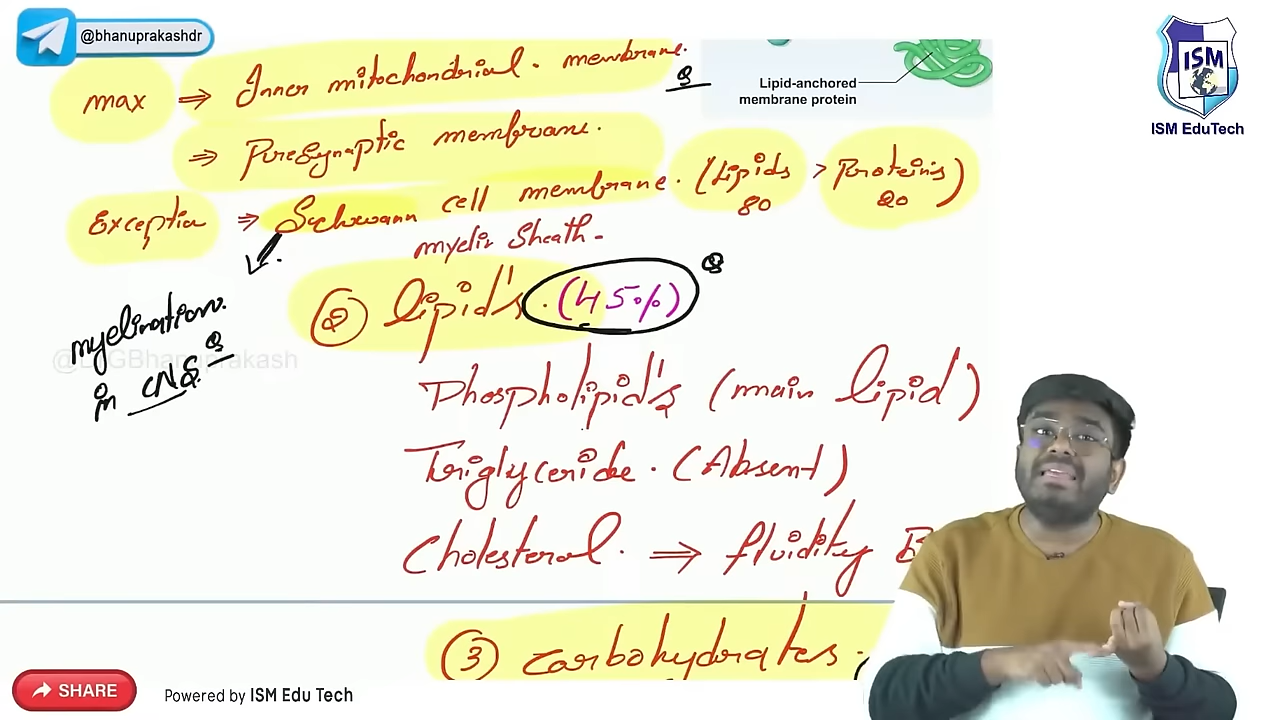 @bhanuprakashdr
max ⇒ Inner mitochondrial. membrane.
Q
Lipid-anchored
membrane protein
ISM
ISM EduTech
⇒ Presynaptic membrane.
Exception ⇒ Schwann cell membrane. (Lipids > Proteins)
80 20
myelin Sheath.
② lipid's. (45%) Q
myelination.
in CNS. Q
Phospholipid's (main lipid)
Triglyceride. (Absent)
Cholesterol. ⇒ fluidity B
③ carbohydrates.
SHARE
Powered by ISM Edu Tech